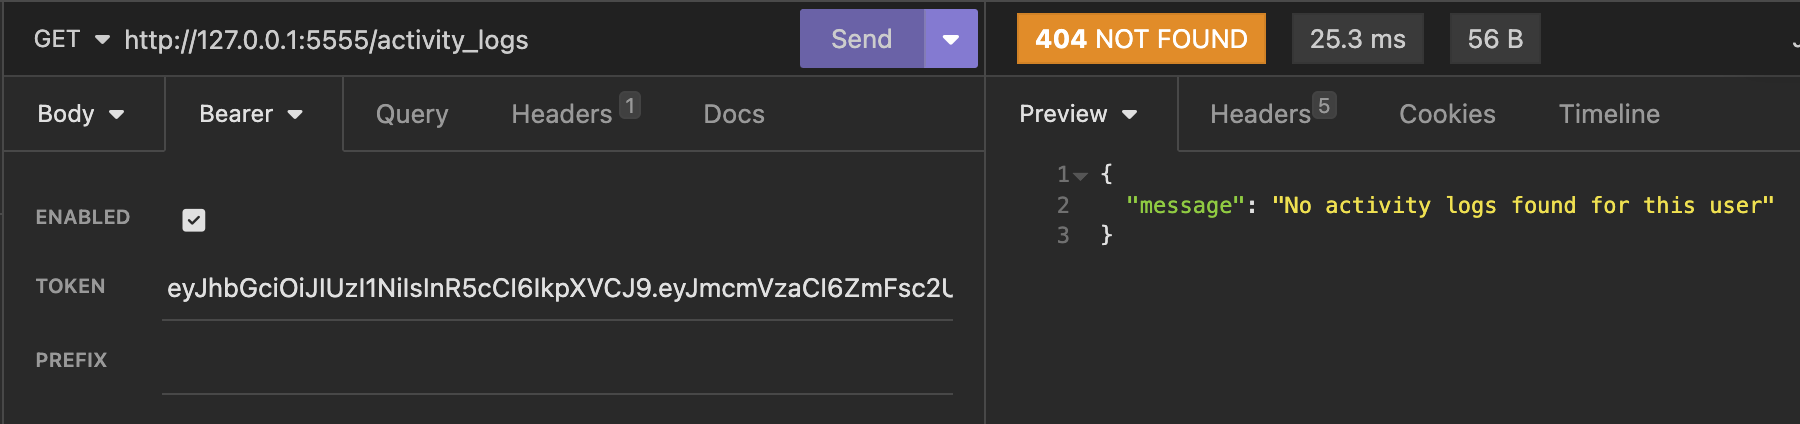 GET http://127.0.0.1:5555/activity_logs Send 404 NOT FOUND 25.3 ms 56 B
Body Bearer Query Headers 1 Docs Preview Headers 5 Cookies Timeline
ENABLED
TOKEN eyJhbGciOiJIUzI1NiIsInR5cCI6IkpXVCJ9.eyJmcmVzaCI6ZmFsc2U
PREFIX
1 {
2 "message": "No activity logs found for this user"
3 }